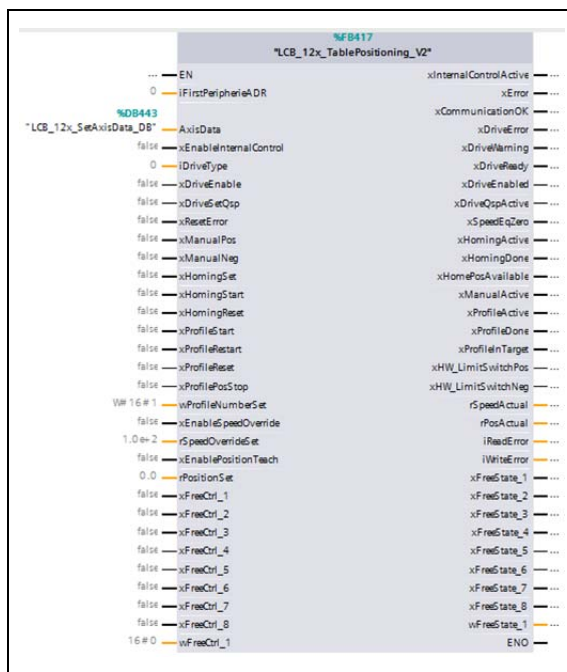 %FB417
"LCB_12x_TablePositioning_V2"
... EN xInternalControlActive ...
0 iFirstPeripherieADR xError ...
xCommunicationOK ...
%DB443
"LCB_12x_SetAxisData_DB" AxisData xDriveError ...
false xEnableInternalControl xDriveWarning ...
0 iDriveType xDriveReady ...
false xDriveEnable xDriveEnabled ...
false xDriveSetQsp xDriveQspActive ...
false xResetError xSpeedEqZero ...
false xManualPos xHomingActive ...
false xManualNeg xHomingDone ...
false xHomingSet xHomePosAvailable ...
false xHomingStart xManualActive ...
false xHomingReset xProfileActive ...
false xProfileStart xProfileDone ...
false xProfileRestart xProfileInTarget ...
false xProfileReset xHW_LimitSwitchPos ...
false xProfilePosStop xHW_LimitSwitchNeg ...
W#16#1 wProfileNumberSet rSpeedActual ...
false xEnableSpeedOverride rPosActual ...
1.0e+2 rSpeedOverrideSet iReadError ...
false xEnablePositionTeach iWriteError ...
0.0 rPositionSet xFreeState_1 ...
false xFreeCtrl_1 xFreeState_2 ...
false xFreeCtrl_2 xFreeState_3 ...
false xFreeCtrl_3 xFreeState_4 ...
false xFreeCtrl_4 xFreeState_5 ...
false xFreeCtrl_5 xFreeState_6 ...
false xFreeCtrl_6 xFreeState_7 ...
false xFreeCtrl_7 xFreeState_8 ...
false xFreeCtrl_8 wFreeState_1 ...
16#0 wFreeCtrl_1 ENO ...